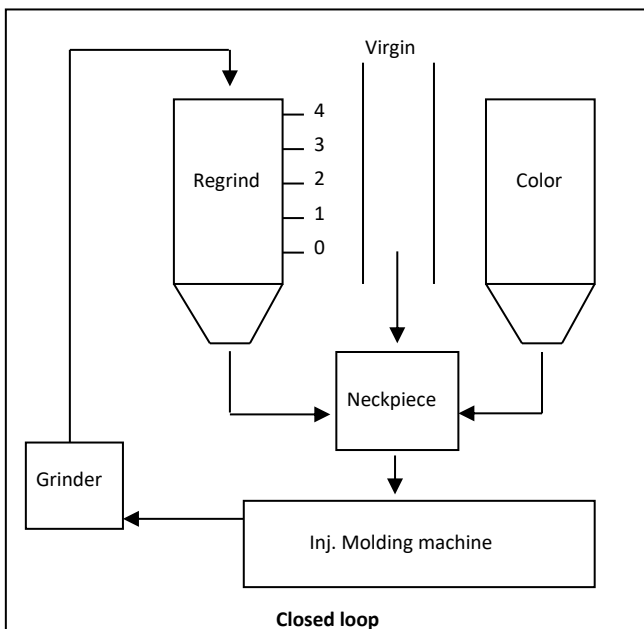 Virgin
4
3
Regrind
2
Color
1
0
Neckpiece
Grinder
Inj. Molding machine
Closed loop